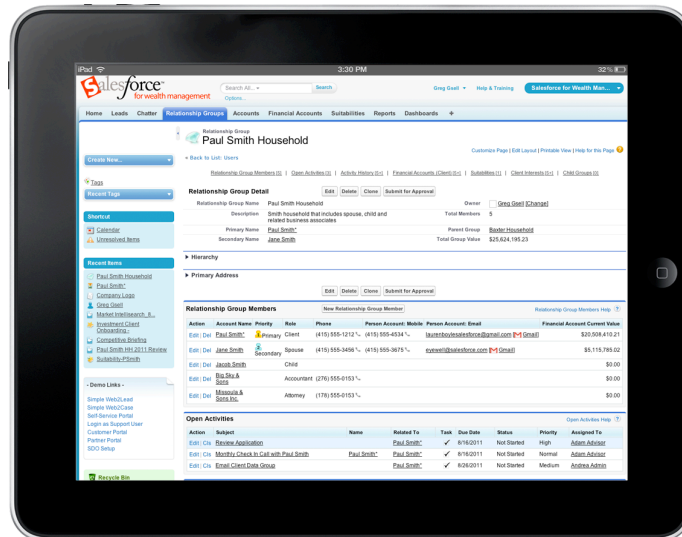 iPad 3:30 PM 32%
salesforce™
for wealth management
Search All... Search
Options...
Greg Gsell Help & Training Salesforce for Wealth Man...
Home Leads Chatter Relationship Groups Accounts Financial Accounts Suitabilities Reports Dashboards +
Relationship Group
Paul Smith Household
Customize Page | Edit Layout | Printable View | Help for this Page
« Back to List: Users
Relationship Group Members [5] | Open Activities [3] | Activity History [5+] | Financial Accounts (Client) [5+] | Suitabilities [1] | Client Interests [5+] | Child Groups [0]
Create New...
Tags
Recent Tags
Shortcut
Calendar
Unresolved Items
Recent Items
Paul Smith Household
Paul Smith*
Company Logo
Greg Gsell
Market Intellisearch_II...
Investment Client
Onboarding -
Competitive Briefing
Paul Smith HH 2011 Review
Suitability-PSmith
- Demo Links -
Simple Web2Lead
Simple Web2Case
Self-Service Portal
Login as Support User
Customer Portal
Partner Portal
SDO Setup
Recycle Bin
Relationship Group Detail Edit Delete Clone Submit for Approval
Relationship Group Name Paul Smith Household Owner Greg Gsell [Change]
Description Smith household that includes spouse, child and Total Members 5
related business associates
Primary Name Paul Smith* Parent Group Baxter Household
Secondary Name Jane Smith Total Group Value $25,624,195.23
Hierarchy
Primary Address
Edit Delete Clone Submit for Approval
Relationship Group Members New Relationship Group Member Relationship Group Members Help
Action Account Name Priority Role Phone Person Account: Mobile Person Account: Email Financial Account Current Value
Edit | Del Paul Smith* Primary Client (415) 555-1212 (415) 555-4534 laurenboylesalesforce@gmail.com [Gmail] $20,508,410.21
Edit | Del Jane Smith Secondary Spouse (415) 555-3456 (415) 555-3675 eyewell@salesforce.com [Gmail] $5,115,785.02
Edit | Del Jacob Smith Child $0.00
Edit | Del Big Sky & Sons Accountant (276) 555-0153 $0.00
Edit | Del Missoula & Sons Inc. Attorney (178) 555-0153 $0.00
Open Activities Open Activities Help
Action Subject Name Related To Task Due Date Status Priority Assigned To
Edit | Cls Review Application Paul Smith* 8/16/2011 Not Started High Adam Advisor
Edit | Cls Monthly Check In Call with Paul Smith Paul Smith* Paul Smith* 8/16/2011 Not Started Normal Adam Advisor
Edit | Cls Email Client Data Group Paul Smith* 8/26/2011 Not Started Medium Andrea Admin